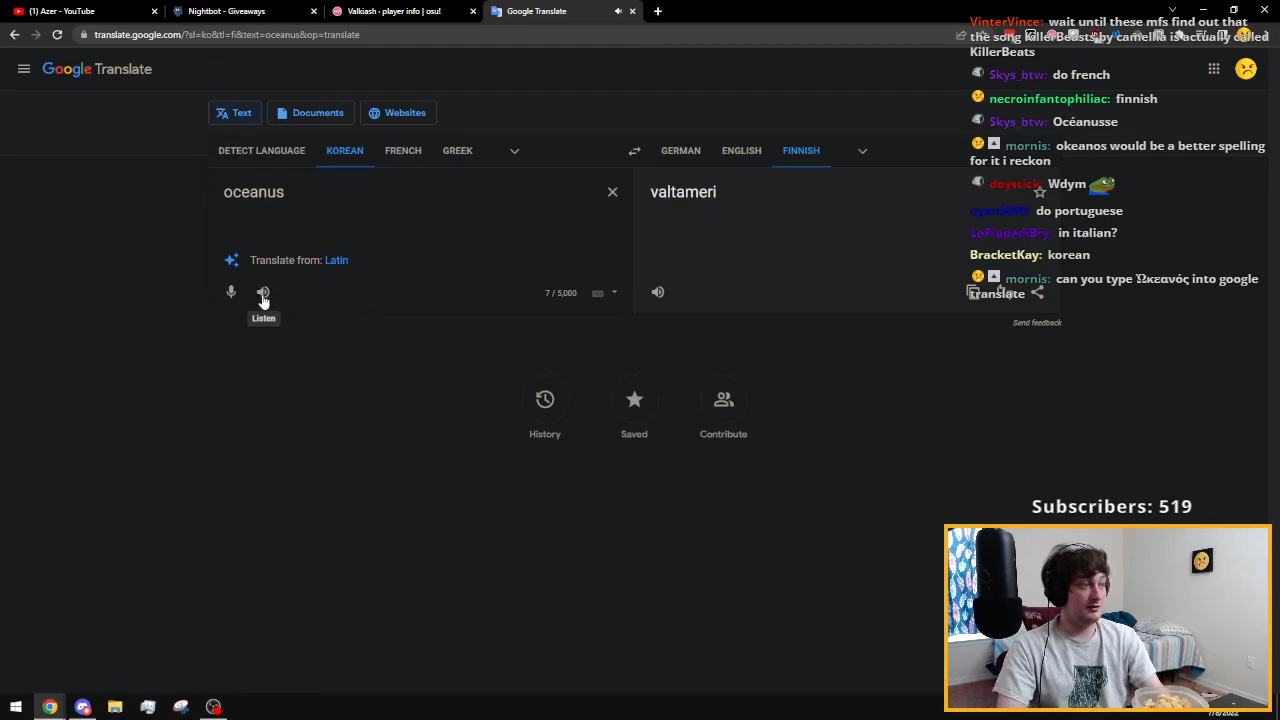 (1) Azer - YouTube
Nightbot - Giveaways
Valkiash · player info | osu!
Google Translate
translate.google.com/?sl=ko&tl=fi&text=oceanus&op=translate
Google Translate
Text
Documents
Websites
DETECT LANGUAGE
KOREAN
FRENCH
GREEK
GERMAN
ENGLISH
FINNISH
oceanus
valtameri
Translate from: Latin
7 / 5,000
Listen
Send feedback
History
Saved
Contribute
VinterVince: wait until these mfs find out that
the song KillerBeasts by camellia is actually called
KillerBeats
Skys_btw: do french
necroinfantophiliac: finnish
Skys_btw: Océanusse
mornis: okeanos would be a better spelling
for it i reckon
doystick: Wdym
do portuguese
LaPippadiBry: in italian?
BracketKay: korean
mornis: can you type Ὠκεανός into google
translate
Subscribers: 519